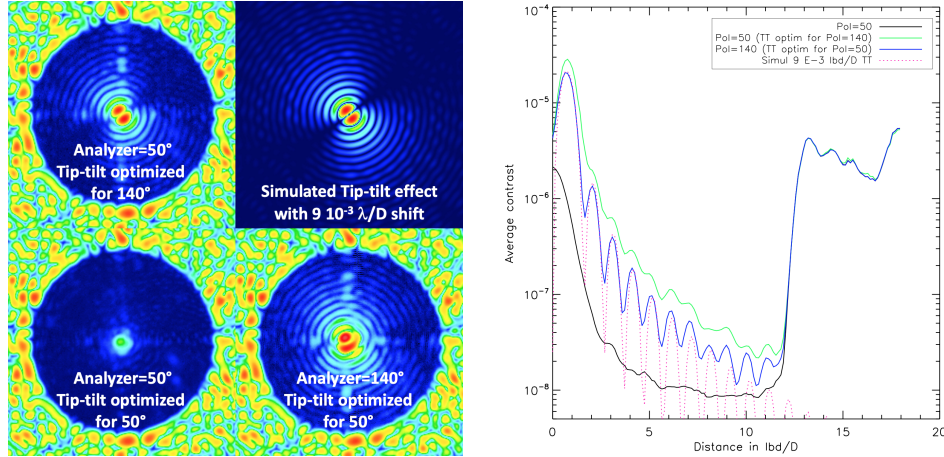 Analyzer=50°
Tip-tilt optimized
for 140°
Simulated Tip-tilt effect
with 9 10⁻³ λ/D shift
Analyzer=50°
Tip-tilt optimized
for 50°
Analyzer=140°
Tip-tilt optimized
for 50°
Pol=50
Pol=50 (TT optim for Pol=140)
Pol=140 (TT optim for Pol=50)
Simul 9 E-3 lbd/D TT
10⁻⁴
10⁻⁵
10⁻⁶
10⁻⁷
10⁻⁸
Average contrast
0 5 10 15 20
Distance in lbd/D